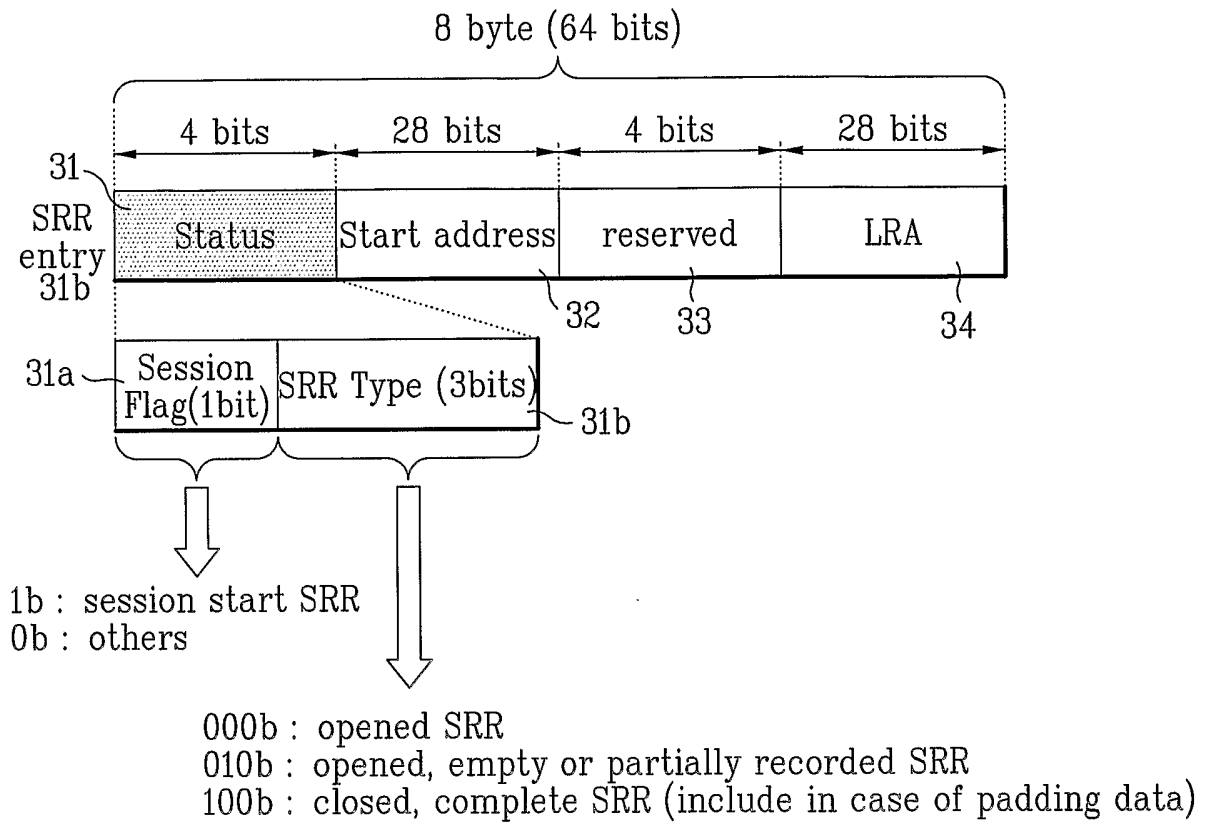 8 byte (64 bits)
4 bits 28 bits 4 bits 28 bits
31
SRR entry 31b
Status Start address reserved LRA
32 33 34
31a
Session Flag(1bit)
SRR Type (3bits)
31b
1b : session start SRR
0b : others
000b : opened SRR
010b : opened, empty or partially recorded SRR
100b : closed, complete SRR (include in case of padding data)